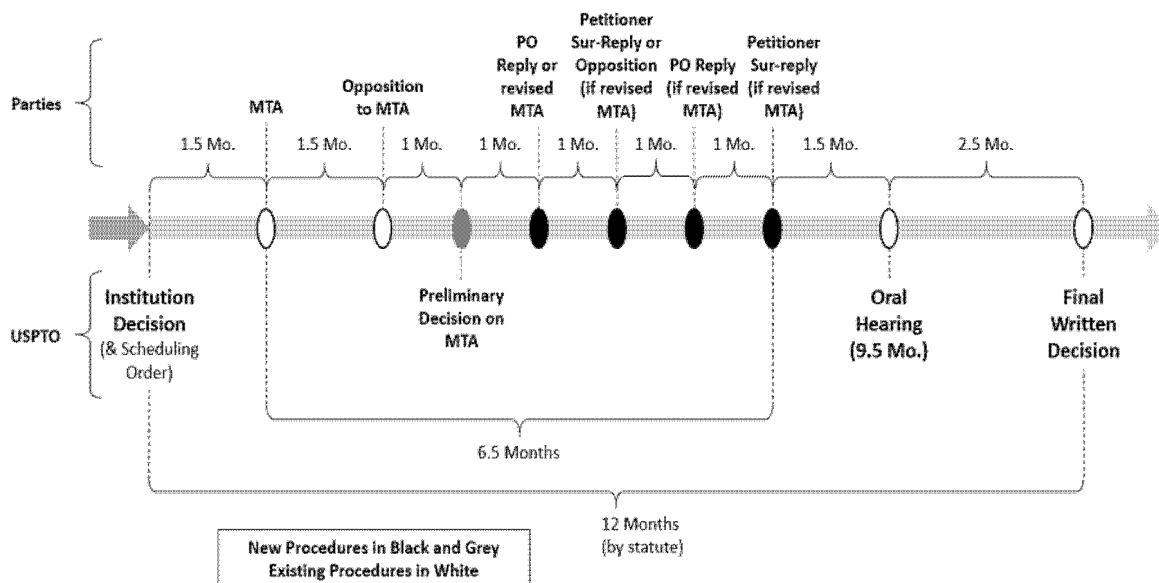 Parties
MTA
Opposition
to MTA
PO
Reply or
revised
MTA
Petitioner
Sur-Reply or
Opposition
(if revised
MTA)
PO Reply
(if revised
MTA)
Petitioner
Sur-reply
(if revised
MTA)
1.5 Mo.
1.5 Mo.
1 Mo.
1 Mo.
1 Mo.
1 Mo.
1 Mo.
1.5 Mo.
2.5 Mo.
USPTO
Institution
Decision
(& Scheduling
Order)
Preliminary
Decision on
MTA
Oral
Hearing
(9.5 Mo.)
Final
Written
Decision
6.5 Months
12 Months
(by statute)
New Procedures in Black and Grey
Existing Procedures in White